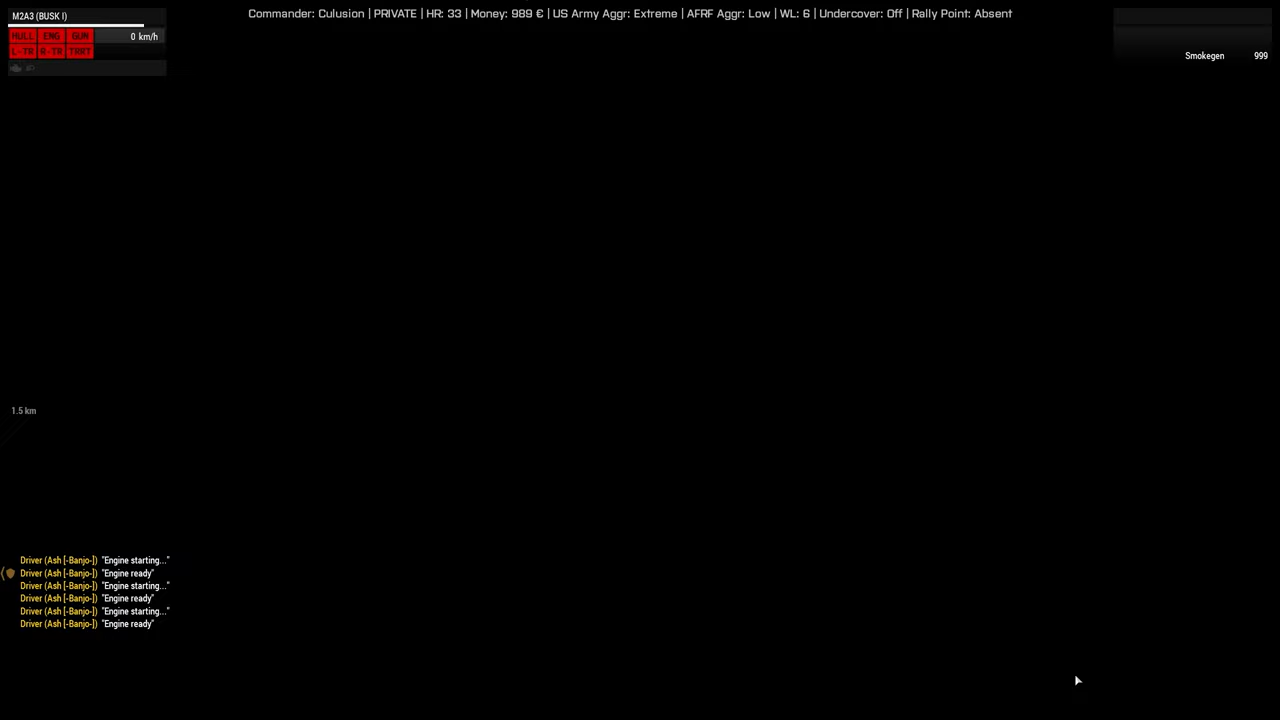 M2A3 (BUSK I)
Commander: Culusion | PRIVATE | HR: 33 | Money: 989 € | US Army Aggr: Extreme | AFRF Aggr: Low | WL: 6 | Undercover: Off | Rally Point: Absent
HULL ENG GUN 0 km/h
L-TR R-TR TRRT
Smokegen 999
1.5 km
Driver (Ash [-Banjo-]) "Engine starting..."
Driver (Ash [-Banjo-]) "Engine ready"
Driver (Ash [-Banjo-]) "Engine starting..."
Driver (Ash [-Banjo-]) "Engine ready"
Driver (Ash [-Banjo-]) "Engine starting..."
Driver (Ash [-Banjo-]) "Engine ready"